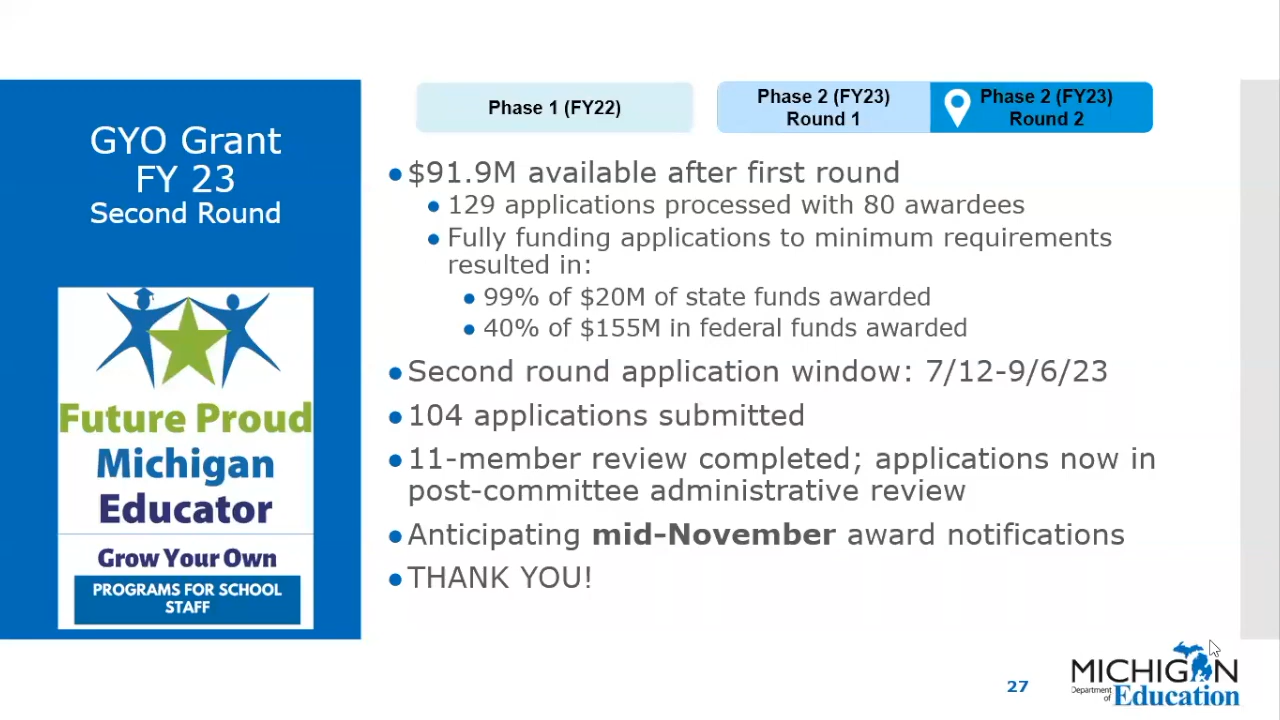 GYO Grant
FY 23
Second Round
Future Proud
Michigan
Educator
Grow Your Own
PROGRAMS FOR SCHOOL
STAFF
Phase 1 (FY22)
Phase 2 (FY23)
Round 1
Phase 2 (FY23)
Round 2
• $91.9M available after first round
• 129 applications processed with 80 awardees
• Fully funding applications to minimum requirements
resulted in:
• 99% of $20M of state funds awarded
• 40% of $155M in federal funds awarded
• Second round application window: 7/12-9/6/23
• 104 applications submitted
• 11-member review completed; applications now in
post-committee administrative review
• Anticipating mid-November award notifications
• THANK YOU!
27
MICHIGAN
Department
of Education